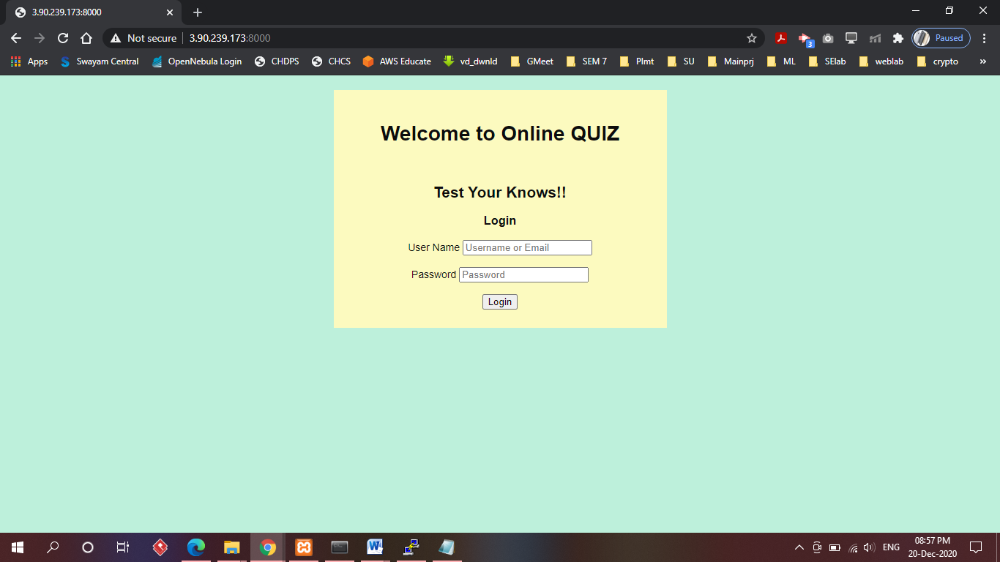 3.90.239.173:8000
Not secure 3.90.239.173:8000 3 Paused
Apps Swayam Central OpenNebula Login CHDPS CHCS AWS Educate vd_dwnld GMeet SEM 7 Plmt SU Mainprj ML SElab weblab crypto »
Welcome to Online QUIZ
Test Your Knows!!
Login
User Name Username or Email
Password Password
Login
ENG 08:57 PM
20-Dec-2020